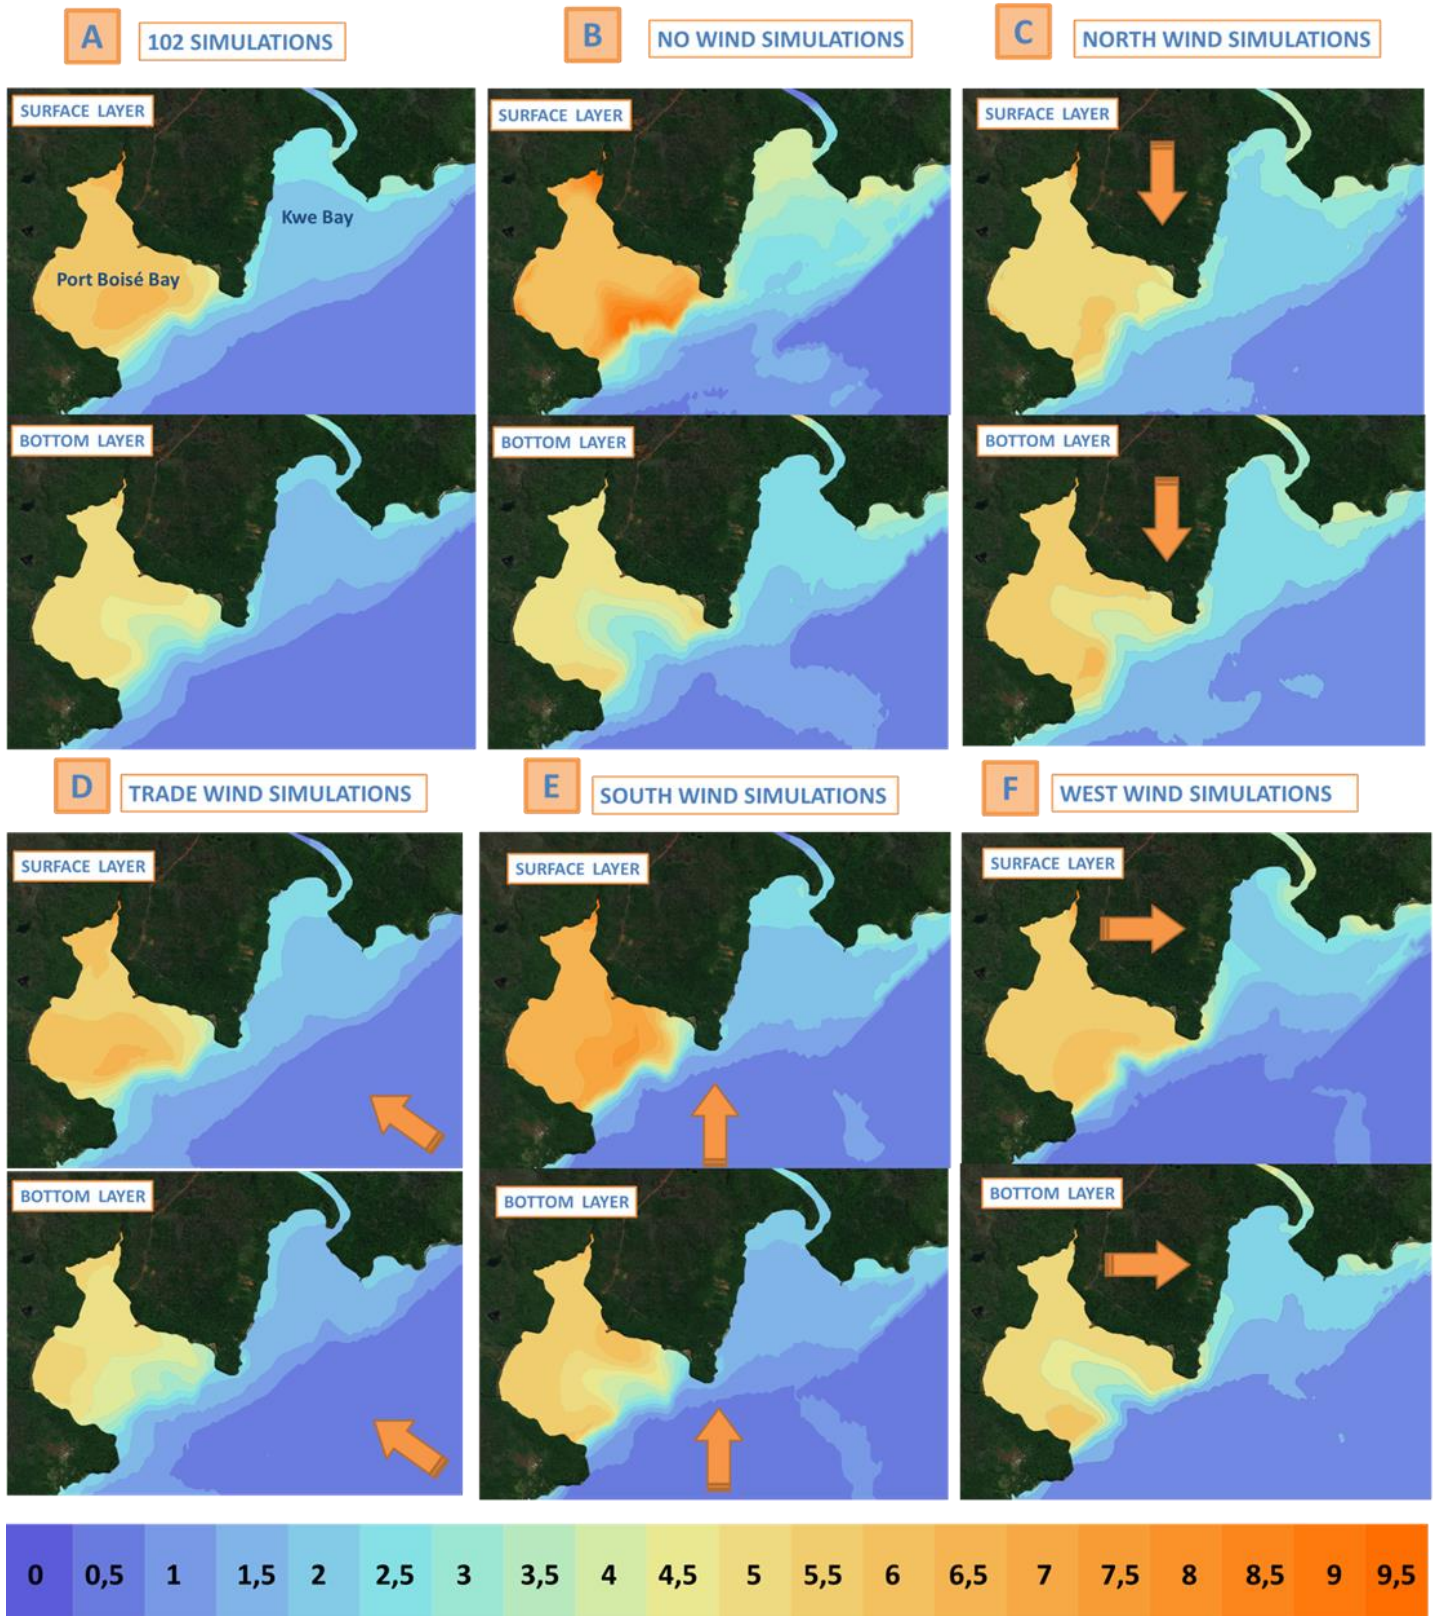 A
102 SIMULATIONS
B
NO WIND SIMULATIONS
C
NORTH WIND SIMULATIONS
SURFACE LAYER
SURFACE LAYER
SURFACE LAYER
Kwe Bay
Port Boisé Bay
BOTTOM LAYER
BOTTOM LAYER
BOTTOM LAYER
D
TRADE WIND SIMULATIONS
E
SOUTH WIND SIMULATIONS
F
WEST WIND SIMULATIONS
SURFACE LAYER
SURFACE LAYER
SURFACE LAYER
BOTTOM LAYER
BOTTOM LAYER
BOTTOM LAYER
0 0,5 1 1,5 2 2,5 3 3,5 4 4,5 5 5,5 6 6,5 7 7,5 8 8,5 9 9,5